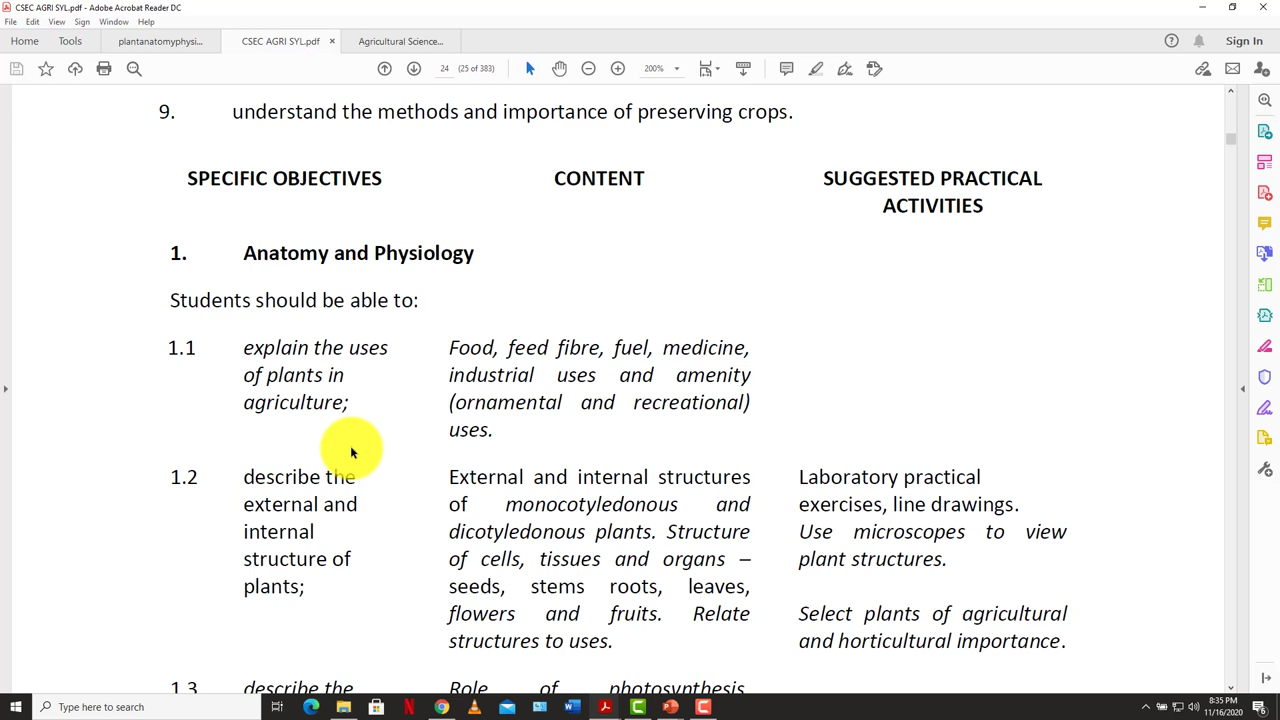 CSEC AGRI SYL.pdf - Adobe Acrobat Reader DC
File Edit View Sign Window Help
Home Tools plantanatomyphysi... CSEC AGRI SYL.pdf × Agricultural Science... Sign In
24 (25 of 383) 200%
9. understand the methods and importance of preserving crops.
SPECIFIC OBJECTIVES CONTENT SUGGESTED PRACTICAL
ACTIVITIES
1. Anatomy and Physiology
Students should be able to:
1.1 explain the uses Food, feed fibre, fuel, medicine,
of plants in industrial uses and amenity
agriculture; (ornamental and recreational)
uses.
1.2 describe the External and internal structures Laboratory practical
external and of monocotyledonous and exercises, line drawings.
internal dicotyledonous plants. Structure Use microscopes to view
structure of of cells, tissues and organs – plant structures.
plants; seeds, stems roots, leaves,
flowers and fruits. Relate Select plants of agricultural
structures to uses. and horticultural importance.
1.3 describe the Role of photosynthesis,
Type here to search
8:35 PM
11/16/2020